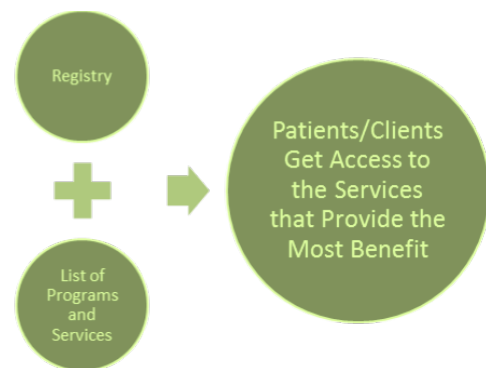 Registry
List of
Programs
and
Services
Patients/Clients
Get Access to
the Services
that Provide the
Most Benefit